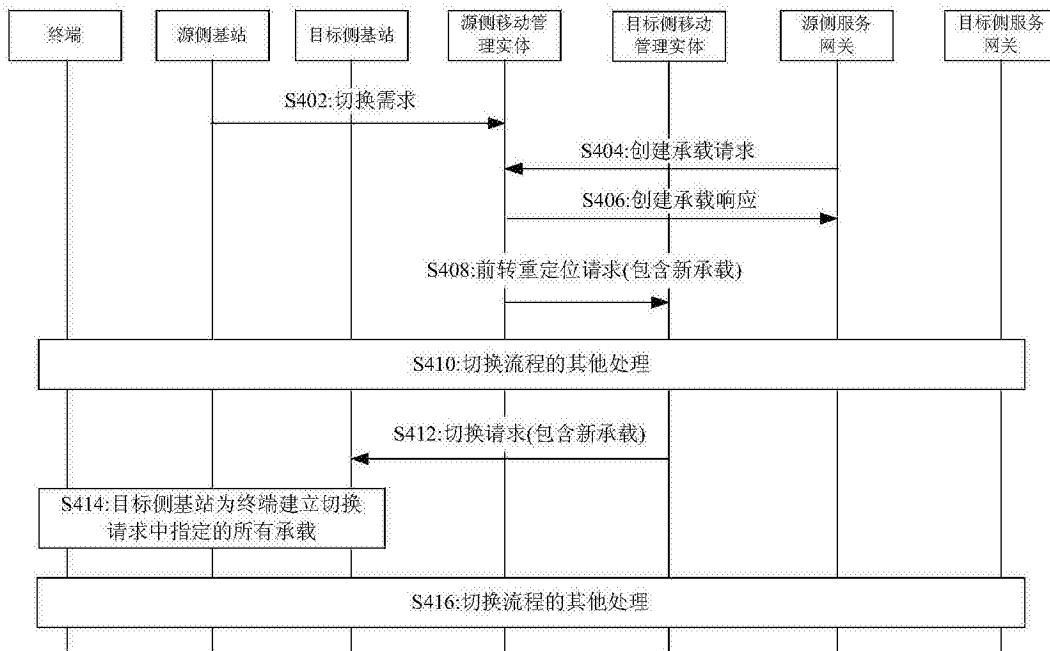 终端
源侧基站
目标侧基站
源侧移动管
理实体
目标侧移动
管理实体
源侧服务
网关
目标侧服务
网关
S402:切换需求
S404:创建承载请求
S406:创建承载响应
S408:前转重定位请求(包含新承载)
S410:切换流程的其他处理
S412:切换请求(包含新承载)
S414:目标侧基站为终端建立切换
请求中指定的所有承载
S416:切换流程的其他处理